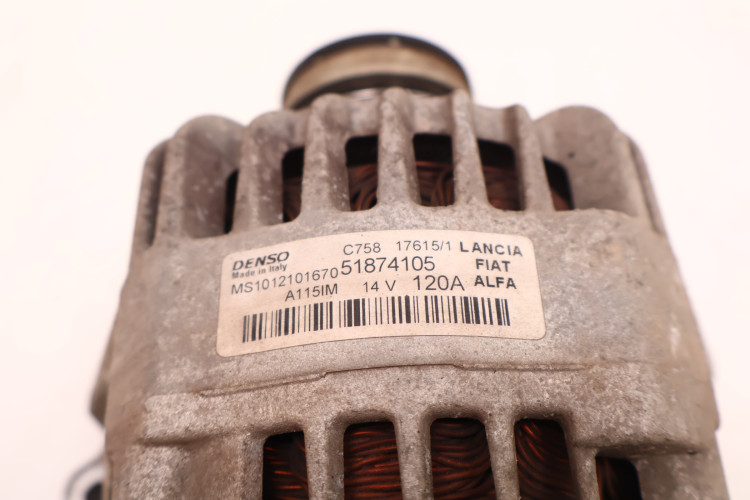 DENSO C758 17615/1 LANCIA
Made in Italy FIAT
MS1012101670 51874105
A115IM 14 V 120A ALFA